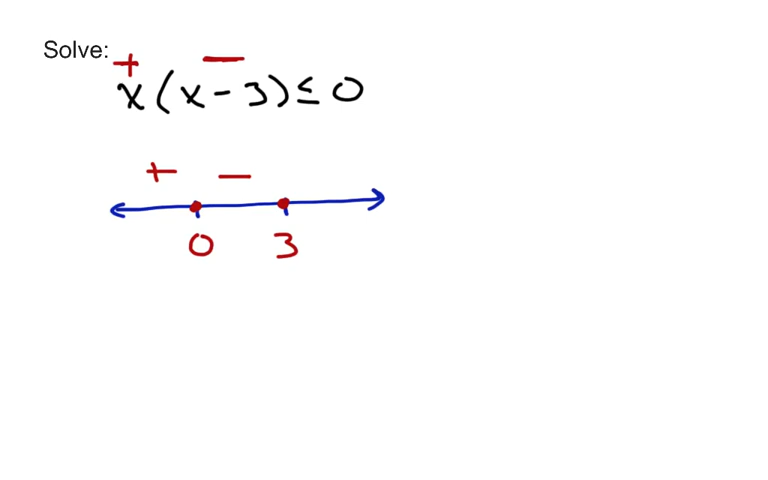 Solve:
+ −
x(x-3)≤0
+ −
0 3